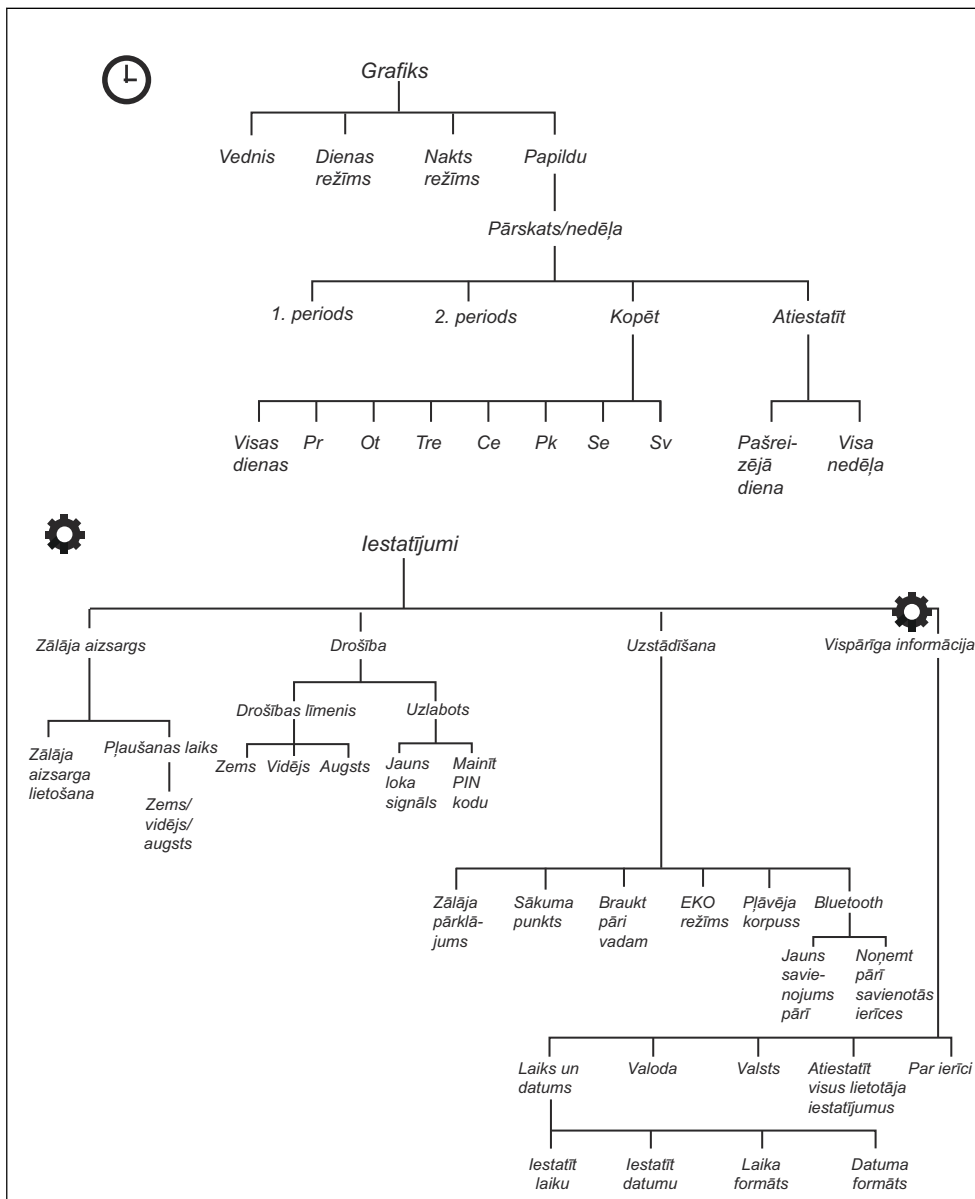 Grafiks
Vednis
Dienas
režīms
Nakts
režīms
Papildu
Pārskats/nedēļa
1. periods
2. periods
Kopēt
Atiestatīt
Visas
dienas
Pr
Ot
Tre
Ce
Pk
Se
Sv
Pašrei-
zējā
diena
Visa
nedēļa
Iestatījumi
Zālāja aizsargs
Drošība
Uzstādīšana
Vispārīga informācija
Zālāja
aizsarga
lietošana
Pļaušanas laiks
Zems/
vidējs/
augsts
Drošības līmenis
Zems
Vidējs
Augsts
Uzlabots
Jauns
loka
signāls
Mainīt
PIN
kodu
Zālāja
pārklā-
jums
Sākuma
punkts
Braukt
pāri
vadam
EKO
režīms
Pļāvēja
korpuss
Bluetooth
Jauns
savie-
nojums
pārī
Noņemt
pārī
savienotās
ierīces
Laiks un
datums
Valoda
Valsts
Atiestatīt
visus lietotāja
iestatījumus
Par ierīci
Iestatīt
laiku
Iestatīt
datumu
Laika
formāts
Datuma
formāts